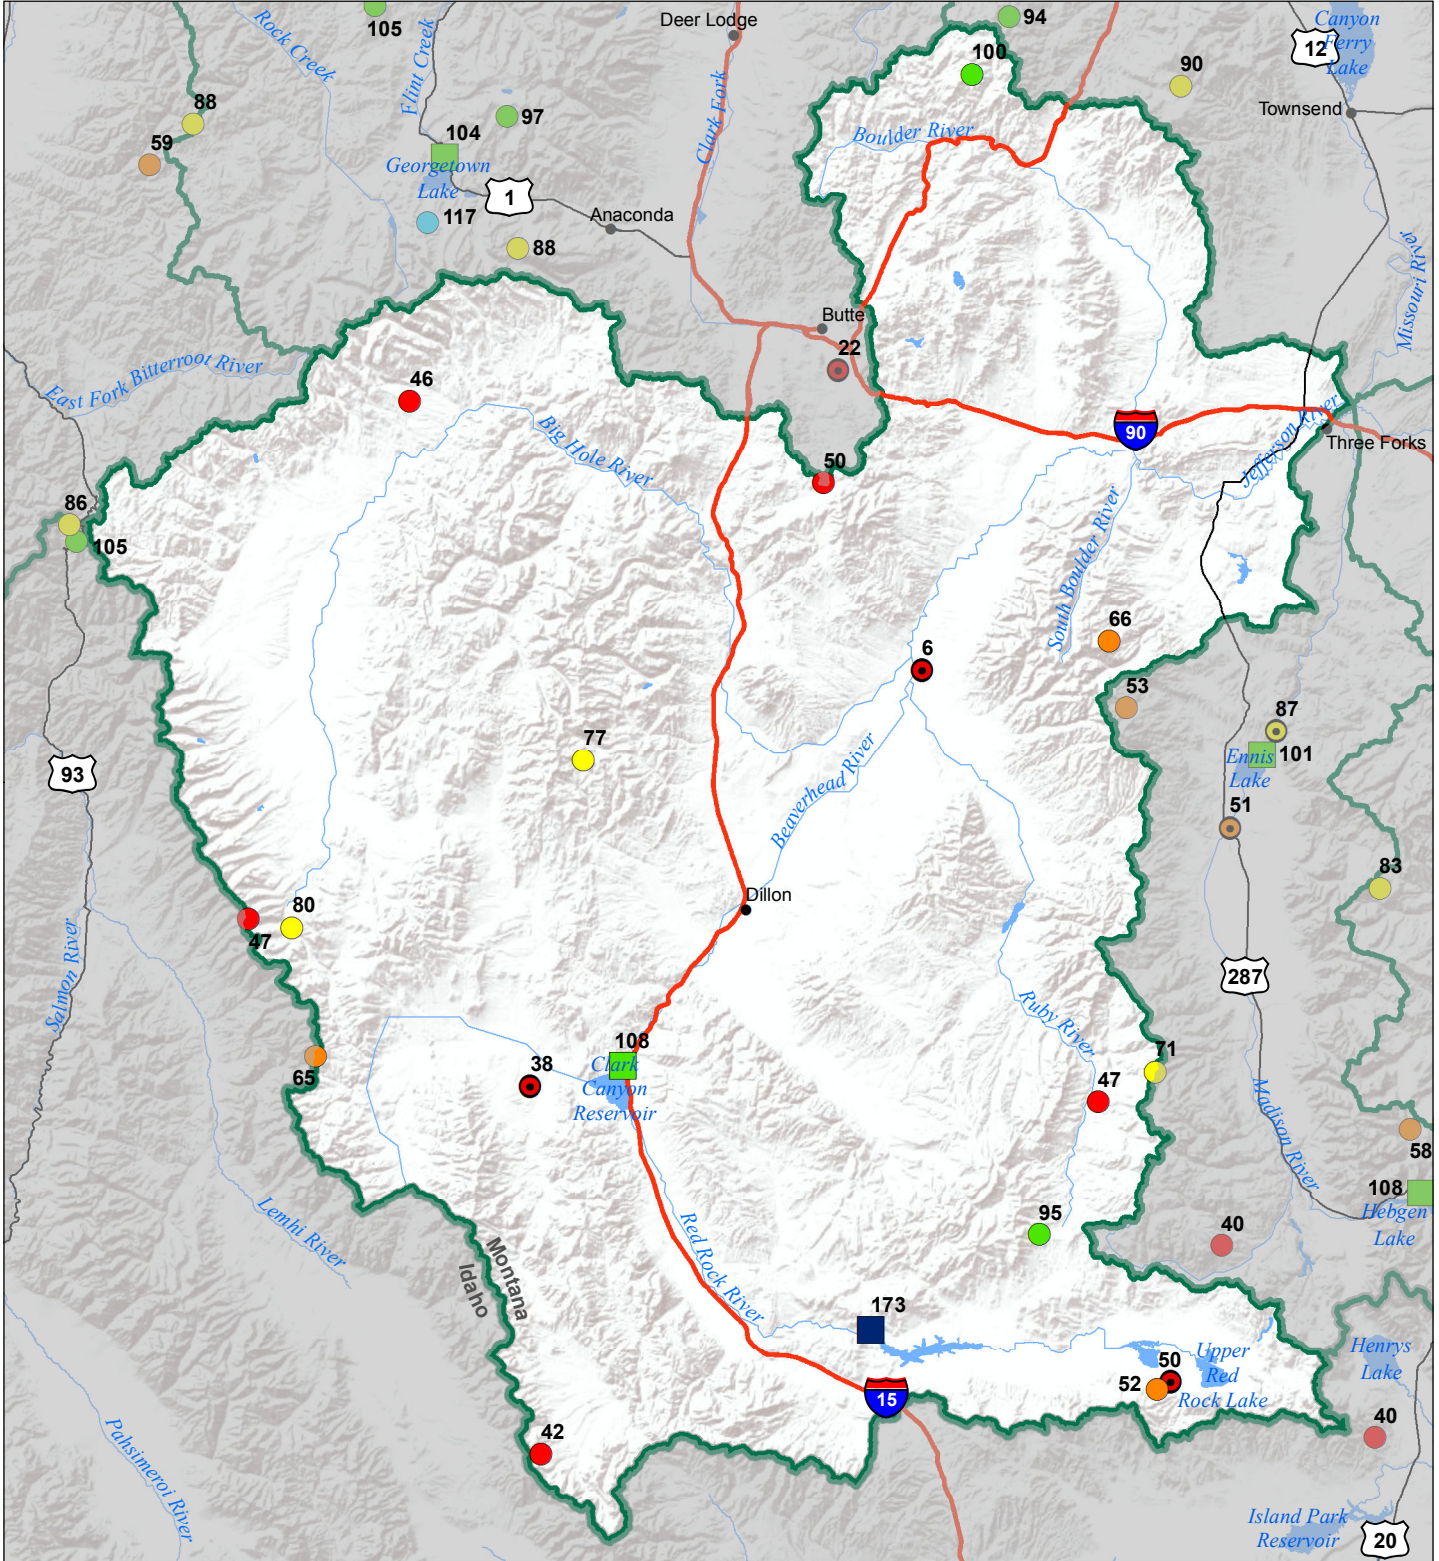 Deer Lodge
94
105
Rock Creek
Flint Creek
Clark Fork
100
12
Canyon
Ferry
Lake
90
Townsend
88
97
59
104
Georgetown
Lake
Boulder River
1
117
Anaconda
88
Missouri River
Butte
22
East Fork Bitterroot River
46
Big Hole River
90
Jefferson River
Three Forks
50
86
105
South Boulder River
66
6
53
87
93
77
Ennis
Lake
101
Beaverhead River
51
83
Dillon
80
47
Salmon River
287
Ruby River
108
Clark
Canyon
Reservoir
38
65
71
47
Madison River
58
108
Hebgen
Lake
Lemhi River
Montana
Idaho
Red Rock River
95
40
173
Upper
Red
Rock Lake
50
52
Henrys
Lake
15
42
40
Pahsimeroi River
Island Park
Reservoir
20